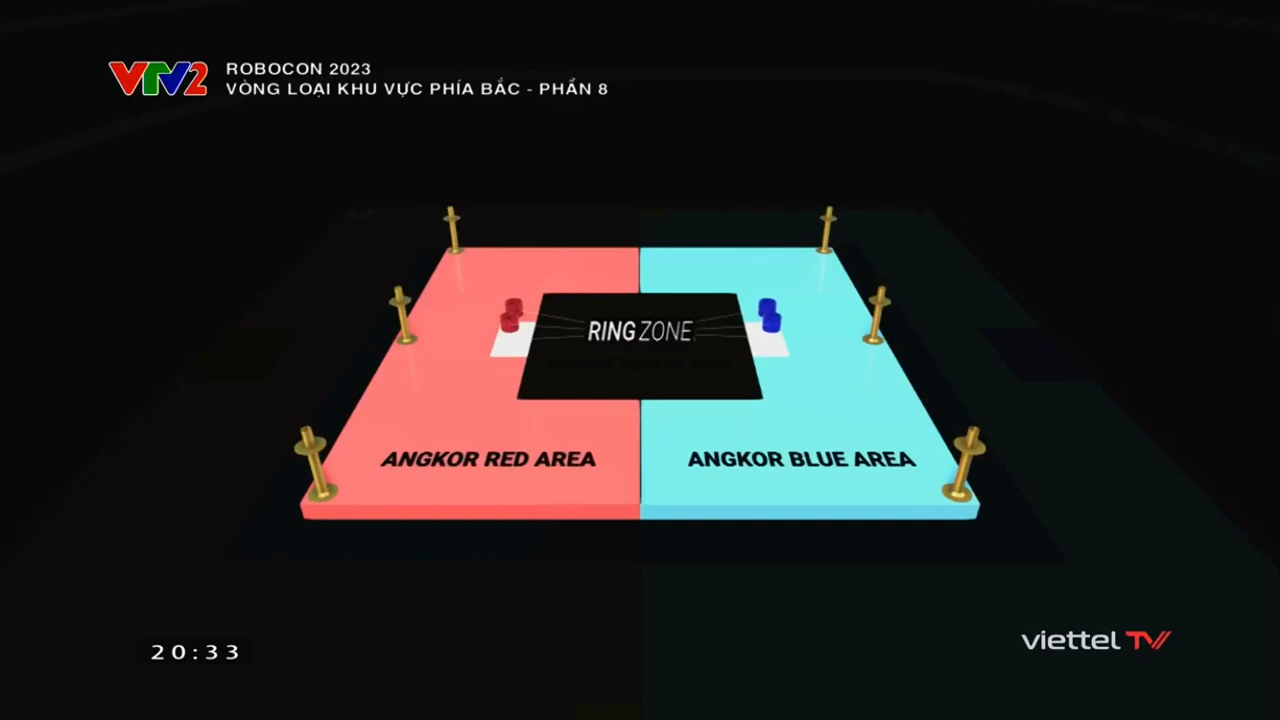 VTV2
ROBOCON 2023
VÒNG LOẠI KHU VỰC PHÍA BẮC - PHẦN 8
RING ZONE
ANGKOR RED AREA
ANGKOR BLUE AREA
20:33
viettel TV